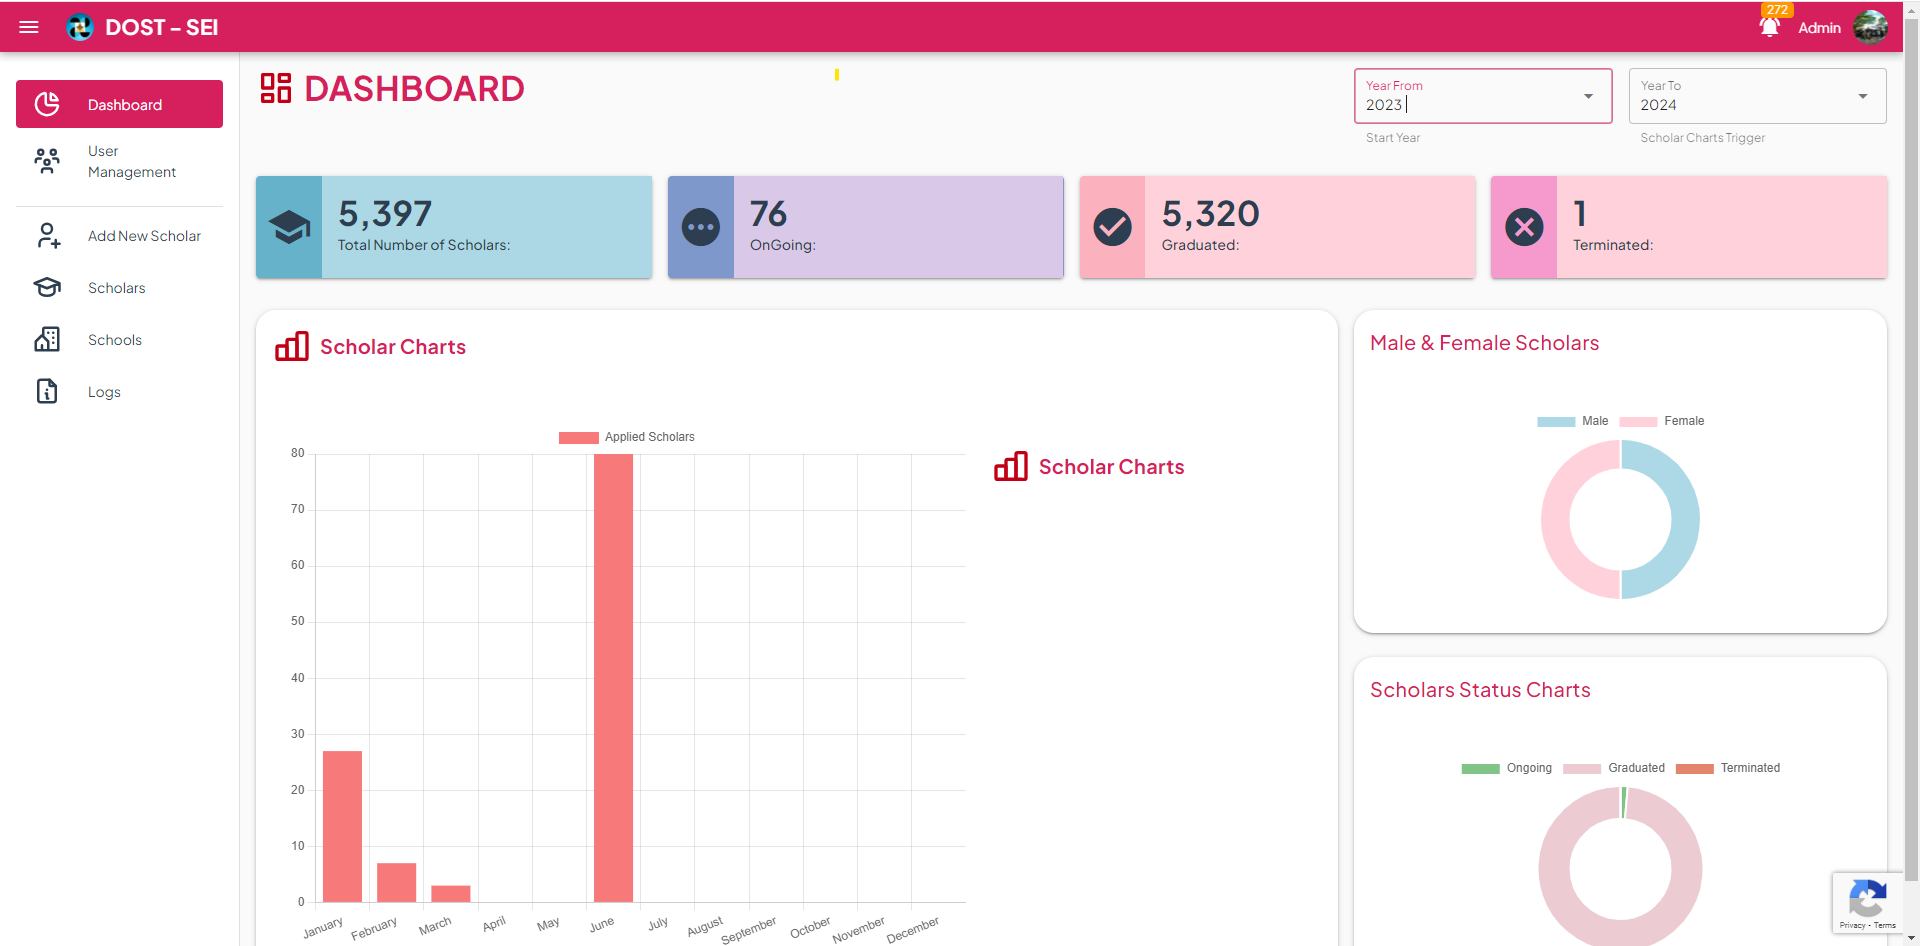 DOST - SEI
272
Admin
Dashboard
User
Management
Add New Scholar
Scholars
Schools
Logs
DASHBOARD
Year From
2023
Start Year
Year To
2024
Scholar Charts Trigger
5,397
Total Number of Scholars:
76
OnGoing:
5,320
Graduated:
1
Terminated:
Scholar Charts
Applied Scholars
80
70
60
50
40
30
20
10
0
January
February
March
April
May
June
July
August
September
October
November
December
Scholar Charts
Male & Female Scholars
Male
Female
Scholars Status Charts
Ongoing
Graduated
Terminated
Privacy - Terms